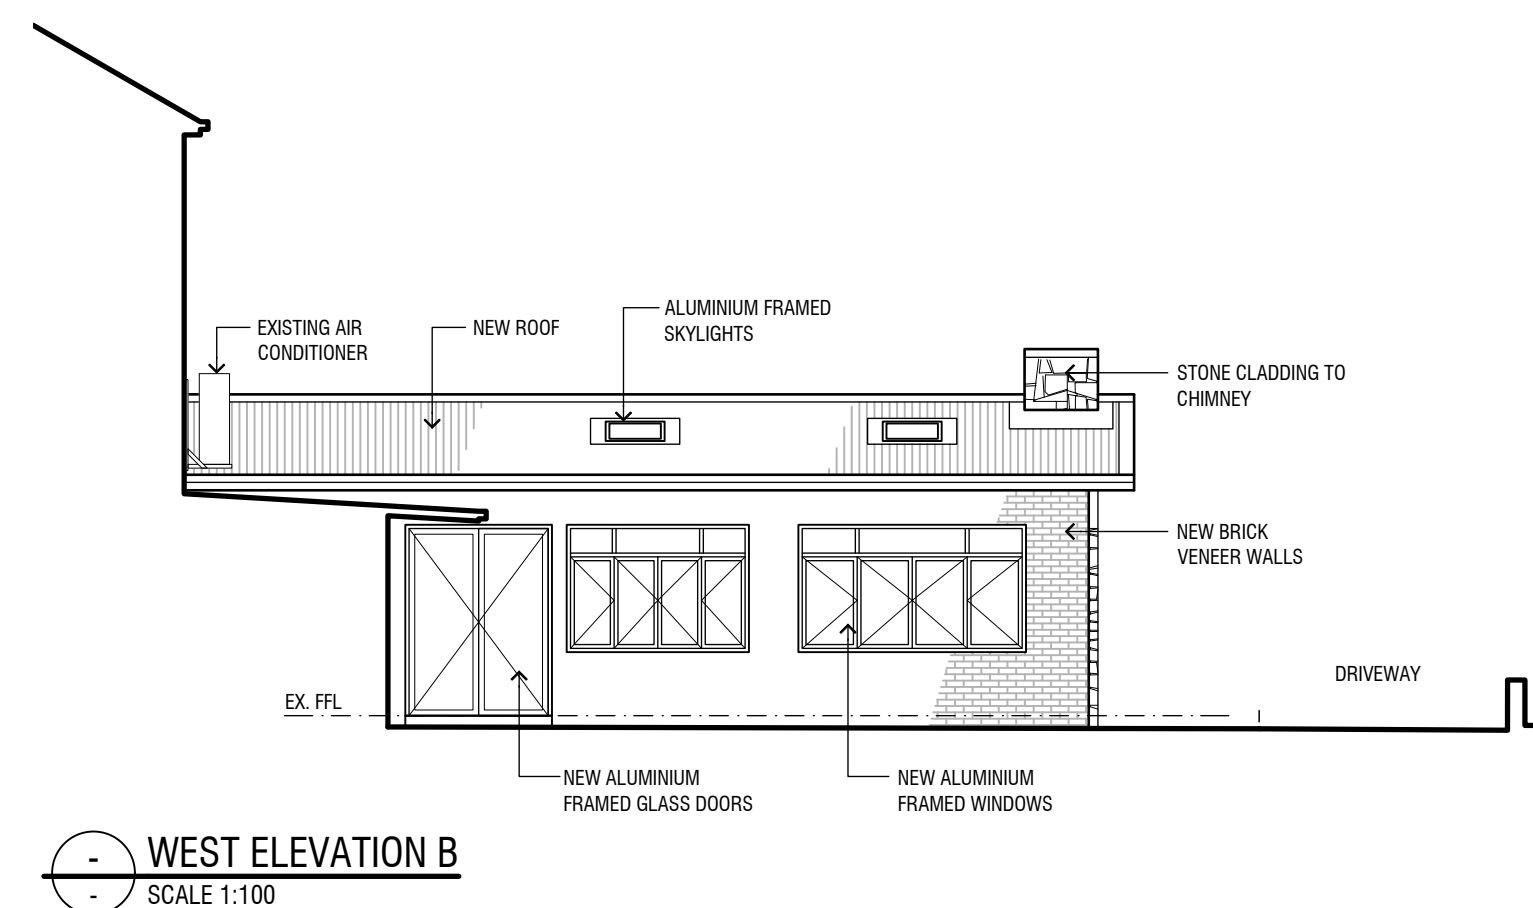 ALUMINIUM FRAMED
SKYLIGHTS
EXISTING AIR
CONDITIONER
NEW ROOF
STONE CLADDING TO
CHIMNEY
NEW BRICK
VENEER WALLS
DRIVEWAY
EX. FFL
NEW ALUMINIUM
FRAMED GLASS DOORS
NEW ALUMINIUM
FRAMED WINDOWS
-
WEST ELEVATION B
-
SCALE 1:100